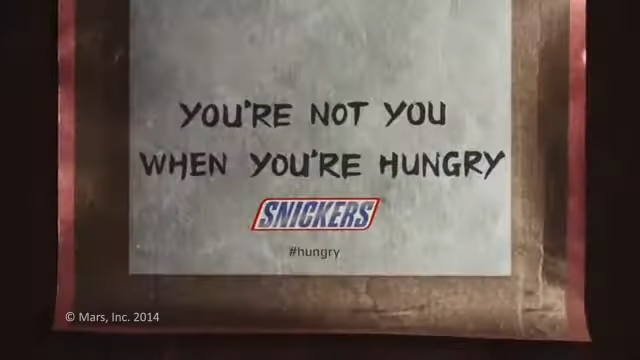 YOU'RE NOT YOU
WHEN YOU'RE HUNGRY
SNICKERS
#hungry
© Mars, Inc. 2014